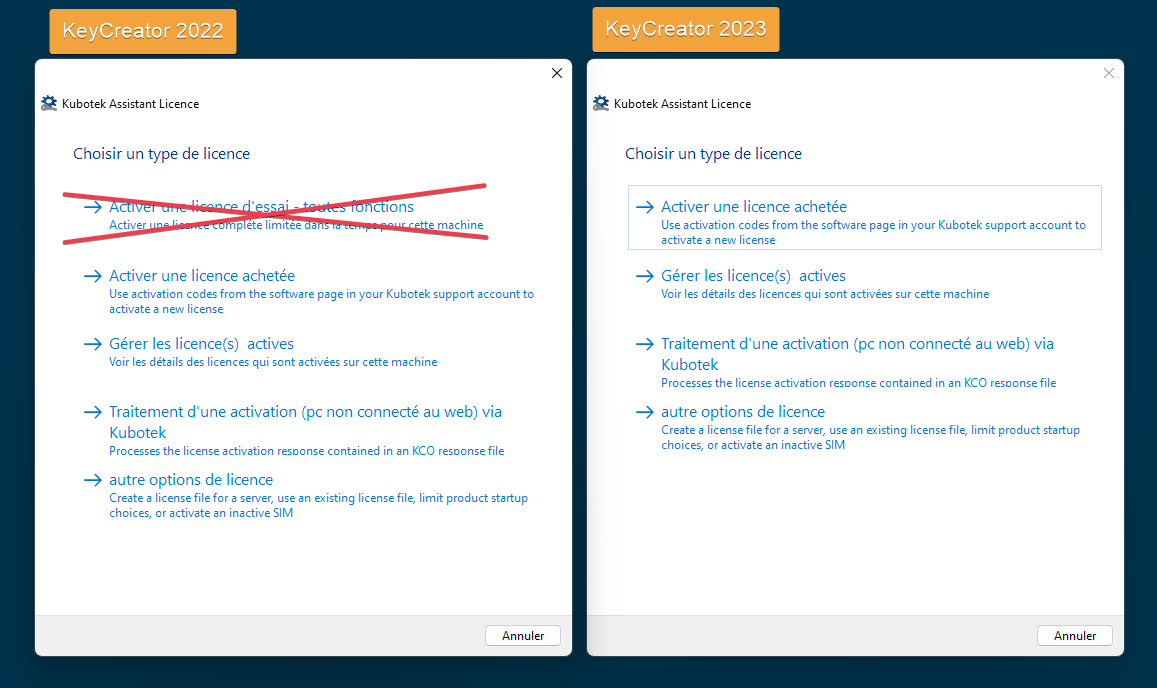 KeyCreator 2022
Kubotek Assistant Licence
Choisir un type de licence
Activer une licence d'essai - toutes fonctions
Activer une licence complète limitée dans la temps pour cette machine
Activer une licence achetée
Use activation codes from the software page in your Kubotek support account to
activate a new license
Gérer les licence(s)  actives
Voir les détails des licences qui sont activées sur cette machine
Traitement d'une activation (pc non connecté au web) via
Kubotek
Processes the license activation response contained in an KCO response file
autre options de licence
Create a license file for a server, use an existing license file, limit product startup
choices, or activate an inactive SIM
Annuler
KeyCreator 2023
Kubotek Assistant Licence
Choisir un type de licence
Activer une licence achetée
Use activation codes from the software page in your Kubotek support account to
activate a new license
Gérer les licence(s)  actives
Voir les détails des licences qui sont activées sur cette machine
Traitement d'une activation (pc non connecté au web) via
Kubotek
Processes the license activation response contained in an KCO response file
autre options de licence
Create a license file for a server, use an existing license file, limit product startup
choices, or activate an inactive SIM
Annuler